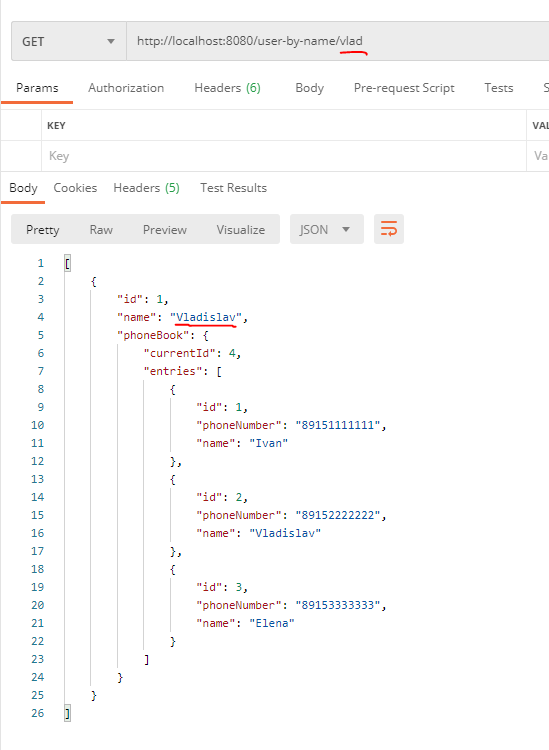 GET http://localhost:8080/user-by-name/vlad
Params Authorization Headers (6) Body Pre-request Script Tests S
KEY VAL
Key Va
Body Cookies Headers (5) Test Results
Pretty Raw Preview Visualize JSON
1 [
2 {
3 "id": 1,
4 "name": "Vladislav",
5 "phoneBook": {
6 "currentId": 4,
7 "entries": [
8 {
9 "id": 1,
10 "phoneNumber": "89151111111",
11 "name": "Ivan"
12 },
13 {
14 "id": 2,
15 "phoneNumber": "89152222222",
16 "name": "Vladislav"
17 },
18 {
19 "id": 3,
20 "phoneNumber": "89153333333",
21 "name": "Elena"
22 }
23 ]
24 }
25 }
26 ]